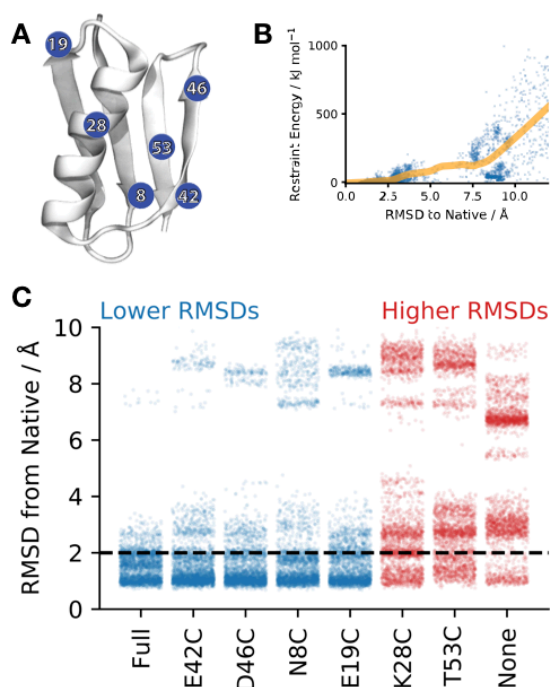 A
19
46
28
53
8
42
B
Restraint Energy / kJ mol⁻¹
1000
500
0
0.0 2.5 5.0 7.5 10.0
RMSD to Native / Å
C
Lower RMSDs Higher RMSDs
RMSD from Native / Å
10
8
6
4
2
0
Full E42C D46C N8C E19C K28C T53C None